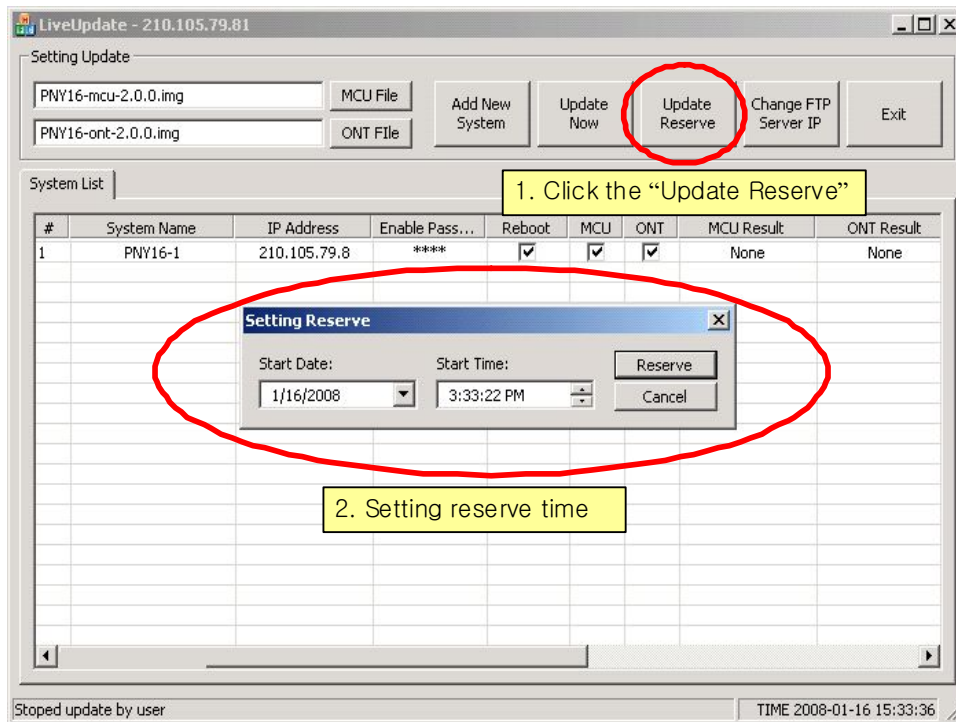 LiveUpdate - 210.105.79.81
Setting Update
PNY16-mcu-2.0.0.img
MCU File
PNY16-ont-2.0.0.img
ONT FIle
Add New
System
Update
Now
Update
Reserve
Change FTP
Server IP
Exit
System List
1. Click the “Update Reserve”
# System Name IP Address Enable Pass... Reboot MCU ONT MCU Result ONT Result
1 PNY16-1 210.105.79.8 **** None None
Setting Reserve
Start Date: Start Time: Reserve
1/16/2008 3:33:22 PM Cancel
2. Setting reserve time
Stoped update by user TIME 2008-01-16 15:33:36